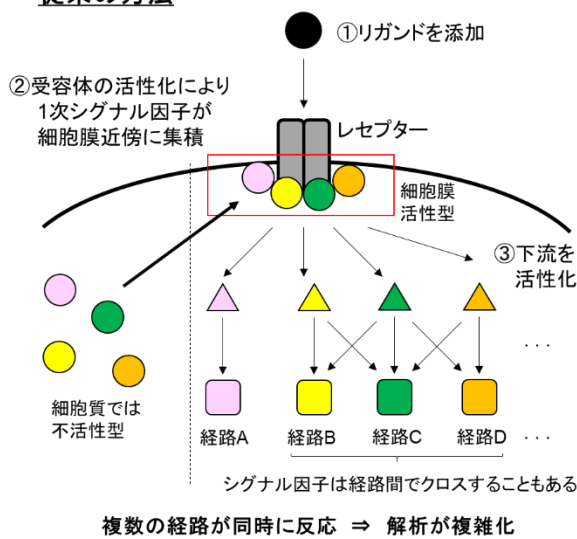 従来の方法
①リガンドを添加
②受容体の活性化により
1次シグナル因子が
細胞膜近傍に集積
レセプター
細胞膜
活性型
③下流を
活性化
細胞質では
不活性型
・・・
経路A
経路B
経路C
経路D
・・・
シグナル因子は経路間でクロスすることもある
複数の経路が同時に反応 ⇒ 解析が複雑化